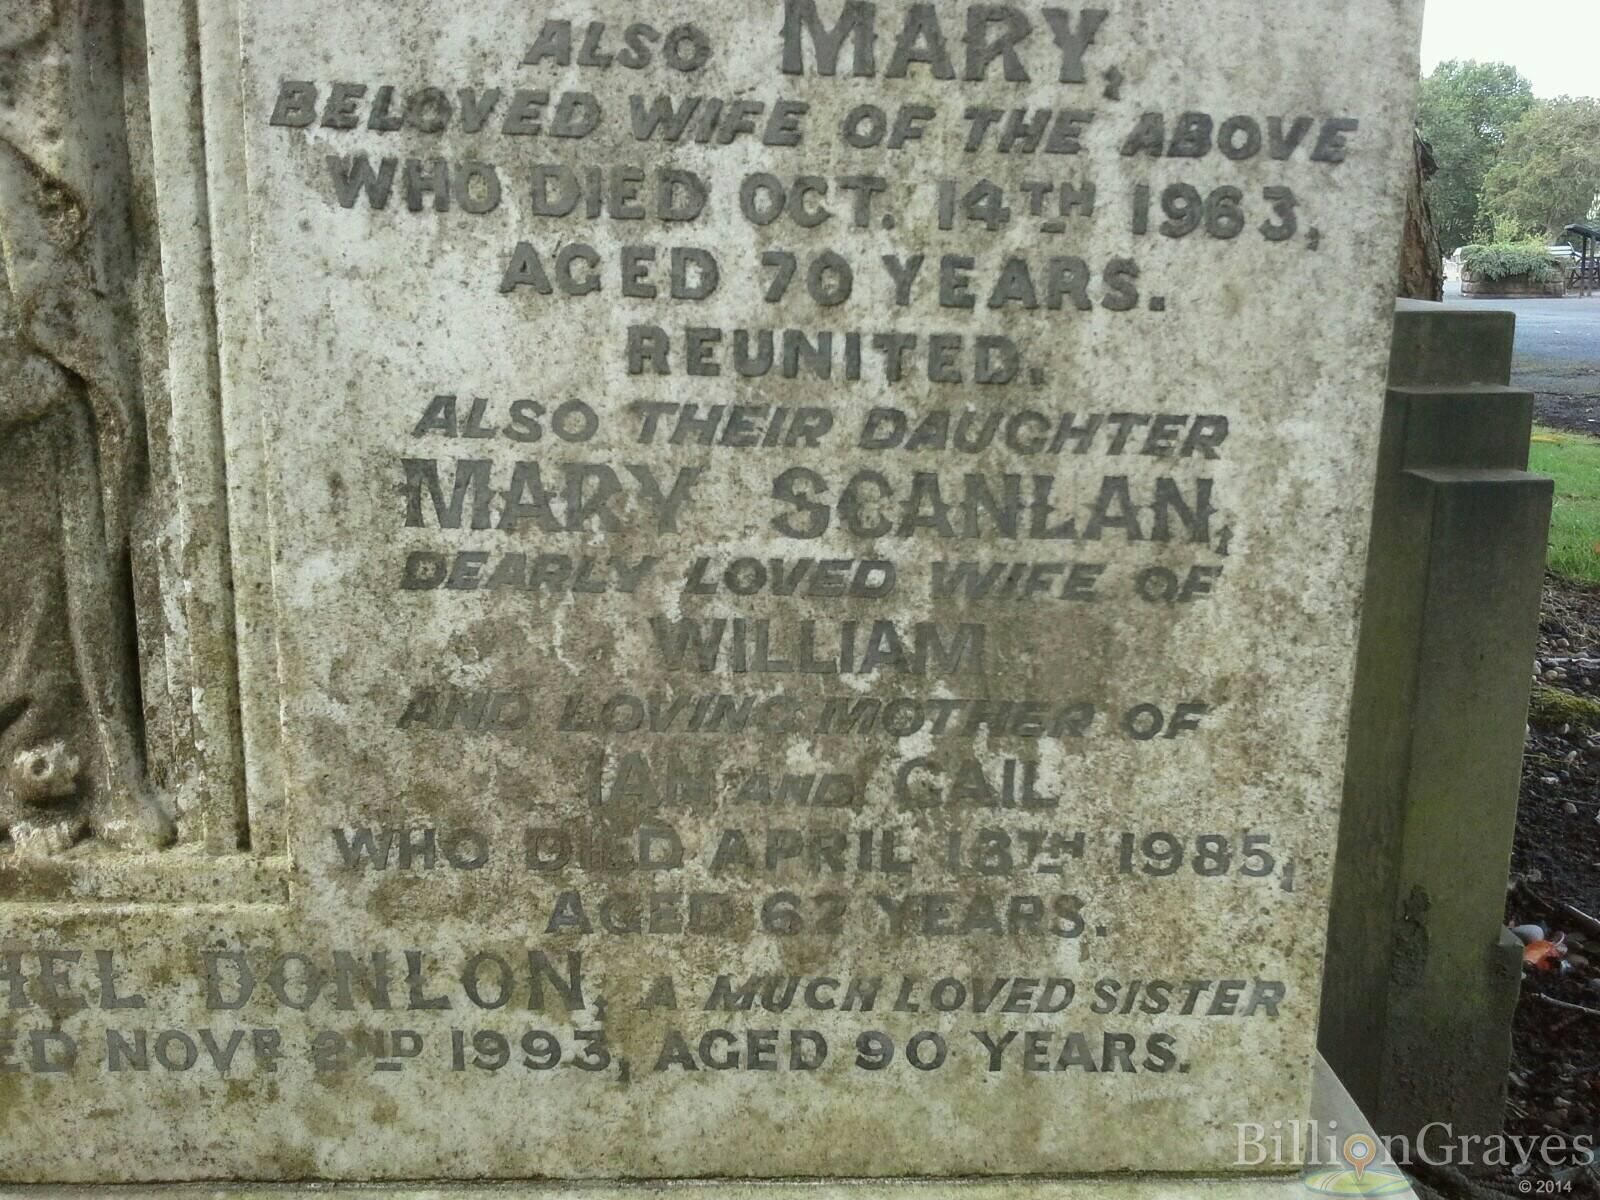 ALSO MARY,
BELOVED WIFE OF THE ABOVE
WHO DIED OCT. 14TH 1963,
AGED 70 YEARS.
REUNITED.
ALSO THEIR DAUGHTER
MARY SCANLAN,
DEARLY LOVED WIFE OF
WILLIAM
AND LOVING MOTHER OF
IAN AND GAIL
WHO DIED APRIL 13TH 1985,
AGED 62 YEARS.
HEL DONLON, A MUCH LOVED SISTER
ED NOVR 2ND 1993, AGED 90 YEARS.
BillionGraves
© 2014